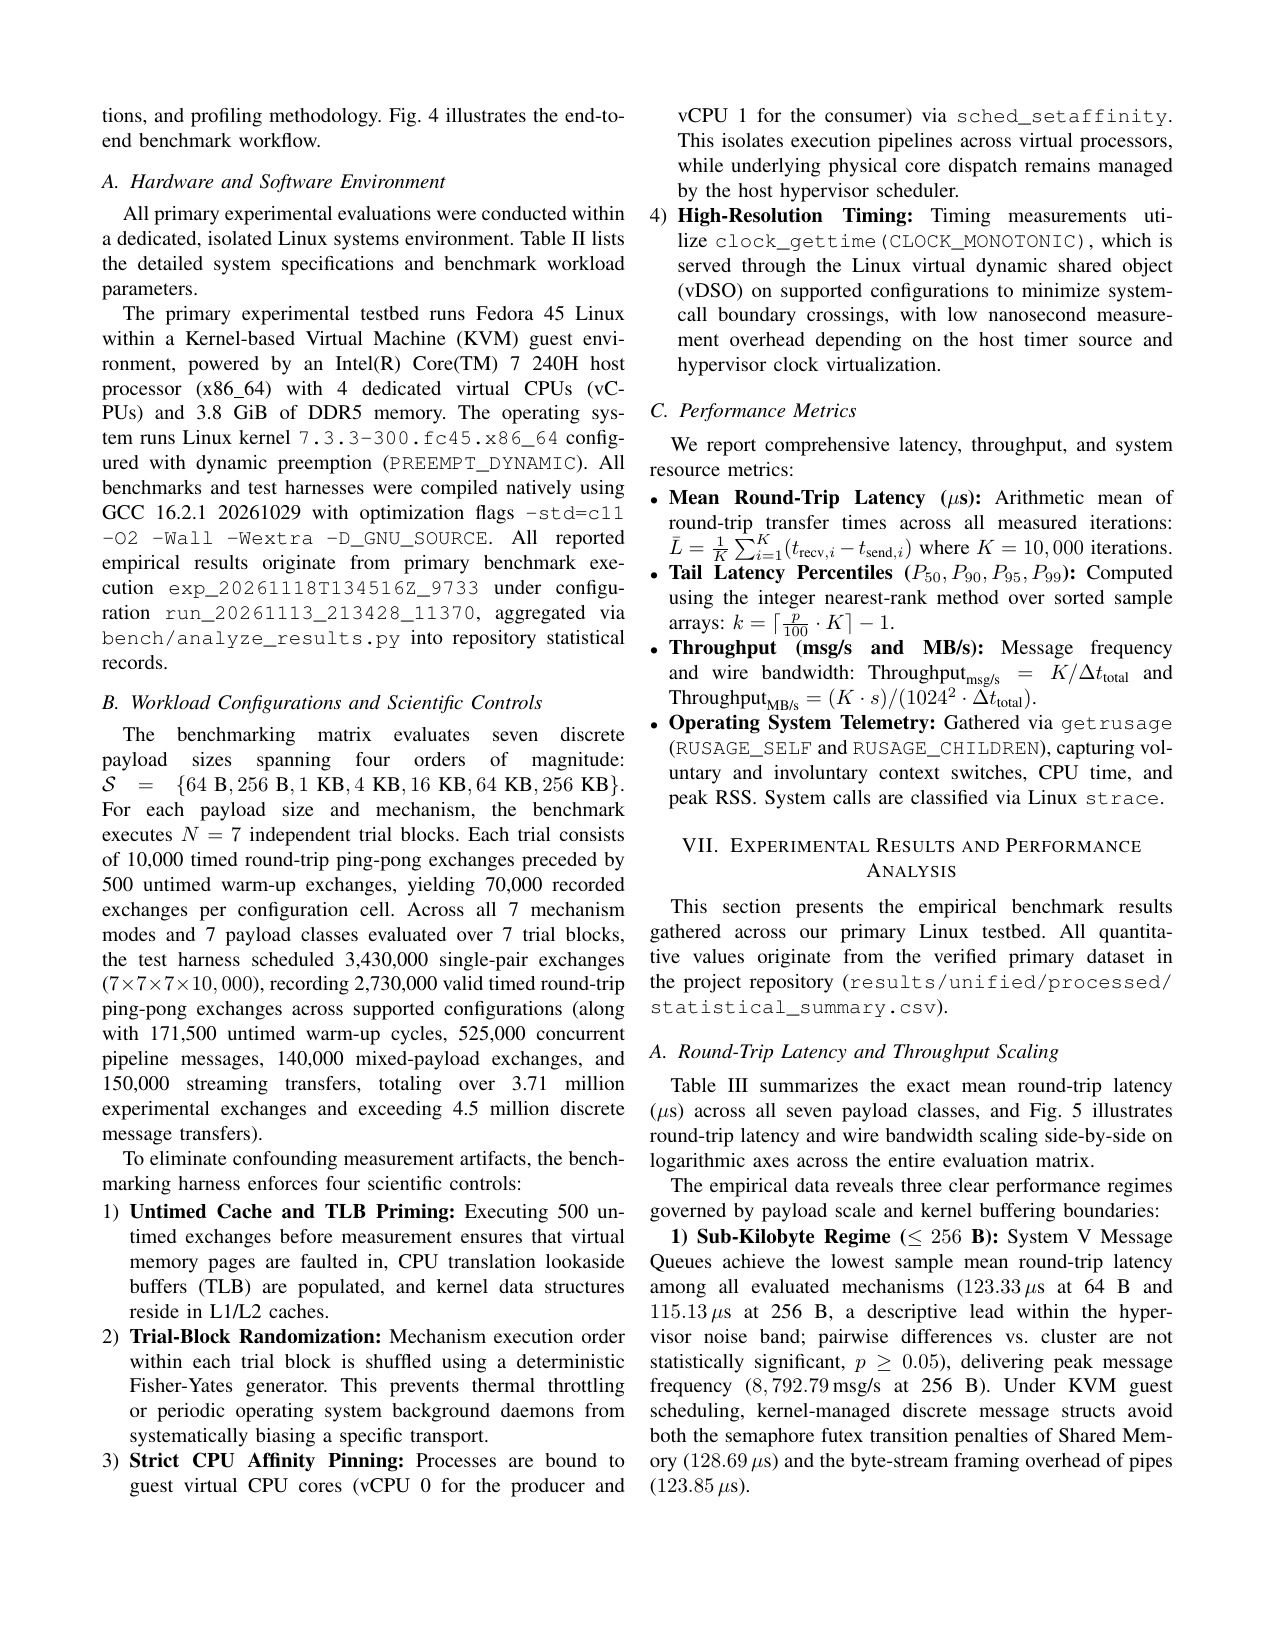 tions, and profiling methodology. Fig. 4 illustrates the end-to-
end benchmark workflow.
A. Hardware and Software Environment
All primary experimental evaluations were conducted within
a dedicated, isolated Linux systems environment. Table II lists
the detailed system specifications and benchmark workload
parameters.
The primary experimental testbed runs Fedora 45 Linux
within a Kernel-based Virtual Machine (KVM) guest envi-
ronment, powered by an Intel(R) Core(TM) 7 240H host
processor (x86_64) with 4 dedicated virtual CPUs (vC-
PUs) and 3.8 GiB of DDR5 memory. The operating sys-
tem runs Linux kernel 7.3.3-300.fc45.x86_64 config-
ured with dynamic preemption (PREEMPT_DYNAMIC). All
benchmarks and test harnesses were compiled natively using
GCC 16.2.1 20261029 with optimization flags -std=c11
-O2 -Wall -Wextra -D_GNU_SOURCE. All reported
empirical results originate from primary benchmark exe-
cution exp_20261118T134516Z_9733 under configu-
ration run_20261113_213428_11370, aggregated via
bench/analyze_results.py into repository statistical
records.
B. Workload Configurations and Scientific Controls
The benchmarking matrix evaluates seven discrete
payload sizes spanning four orders of magnitude:
𝒮 = {64 B, 256 B, 1 KB, 4 KB, 16 KB, 64 KB, 256 KB}.
For each payload size and mechanism, the benchmark
executes N = 7 independent trial blocks. Each trial consists
of 10,000 timed round-trip ping-pong exchanges preceded by
500 untimed warm-up exchanges, yielding 70,000 recorded
exchanges per configuration cell. Across all 7 mechanism
modes and 7 payload classes evaluated over 7 trial blocks,
the test harness scheduled 3,430,000 single-pair exchanges
(7×7×7×10,000), recording 2,730,000 valid timed round-trip
ping-pong exchanges across supported configurations (along
with 171,500 untimed warm-up cycles, 525,000 concurrent
pipeline messages, 140,000 mixed-payload exchanges, and
150,000 streaming transfers, totaling over 3.71 million
experimental exchanges and exceeding 4.5 million discrete
message transfers).
To eliminate confounding measurement artifacts, the bench-
marking harness enforces four scientific controls:
1) Untimed Cache and TLB Priming: Executing 500 un-
timed exchanges before measurement ensures that virtual
memory pages are faulted in, CPU translation lookaside
buffers (TLB) are populated, and kernel data structures
reside in L1/L2 caches.
2) Trial-Block Randomization: Mechanism execution order
within each trial block is shuffled using a deterministic
Fisher-Yates generator. This prevents thermal throttling
or periodic operating system background daemons from
systematically biasing a specific transport.
3) Strict CPU Affinity Pinning: Processes are bound to
guest virtual CPU cores (vCPU 0 for the producer and
vCPU 1 for the consumer) via sched_setaffinity.
This isolates execution pipelines across virtual processors,
while underlying physical core dispatch remains managed
by the host hypervisor scheduler.
4) High-Resolution Timing: Timing measurements uti-
lize clock_gettime(CLOCK_MONOTONIC), which is
served through the Linux virtual dynamic shared object
(vDSO) on supported configurations to minimize system-
call boundary crossings, with low nanosecond measure-
ment overhead depending on the host timer source and
hypervisor clock virtualization.
C. Performance Metrics
We report comprehensive latency, throughput, and system
resource metrics:
• Mean Round-Trip Latency (μs): Arithmetic mean of
round-trip transfer times across all measured iterations:
L̄ = 1/K ∑_{i=1}^{K}(t_{recv,i} − t_{send,i}) where K = 10,000 iterations.
• Tail Latency Percentiles (P₅₀, P₉₀, P₉₅, P₉₉): Computed
using the integer nearest-rank method over sorted sample
arrays: k = ⌈p/100 · K⌉ − 1.
• Throughput (msg/s and MB/s): Message frequency
and wire bandwidth: Throughput_{msg/s} = K/Δt_{total} and
Throughput_{MB/s} = (K · s)/(1024² · Δt_{total}).
• Operating System Telemetry: Gathered via getrusage
(RUSAGE_SELF and RUSAGE_CHILDREN), capturing vol-
untary and involuntary context switches, CPU time, and
peak RSS. System calls are classified via Linux strace.
VII. EXPERIMENTAL RESULTS AND PERFORMANCE
ANALYSIS
This section presents the empirical benchmark results
gathered across our primary Linux testbed. All quantita-
tive values originate from the verified primary dataset in
the project repository (results/unified/processed/
statistical_summary.csv).
A. Round-Trip Latency and Throughput Scaling
Table III summarizes the exact mean round-trip latency
(μs) across all seven payload classes, and Fig. 5 illustrates
round-trip latency and wire bandwidth scaling side-by-side on
logarithmic axes across the entire evaluation matrix.
The empirical data reveals three clear performance regimes
governed by payload scale and kernel buffering boundaries:
1) Sub-Kilobyte Regime (≤ 256 B): System V Message
Queues achieve the lowest sample mean round-trip latency
among all evaluated mechanisms (123.33 μs at 64 B and
115.13 μs at 256 B, a descriptive lead within the hyper-
visor noise band; pairwise differences vs. cluster are not
statistically significant, p ≥ 0.05), delivering peak message
frequency (8,792.79 msg/s at 256 B). Under KVM guest
scheduling, kernel-managed discrete message structs avoid
both the semaphore futex transition penalties of Shared Mem-
ory (128.69 μs) and the byte-stream framing overhead of pipes
(123.85 μs).